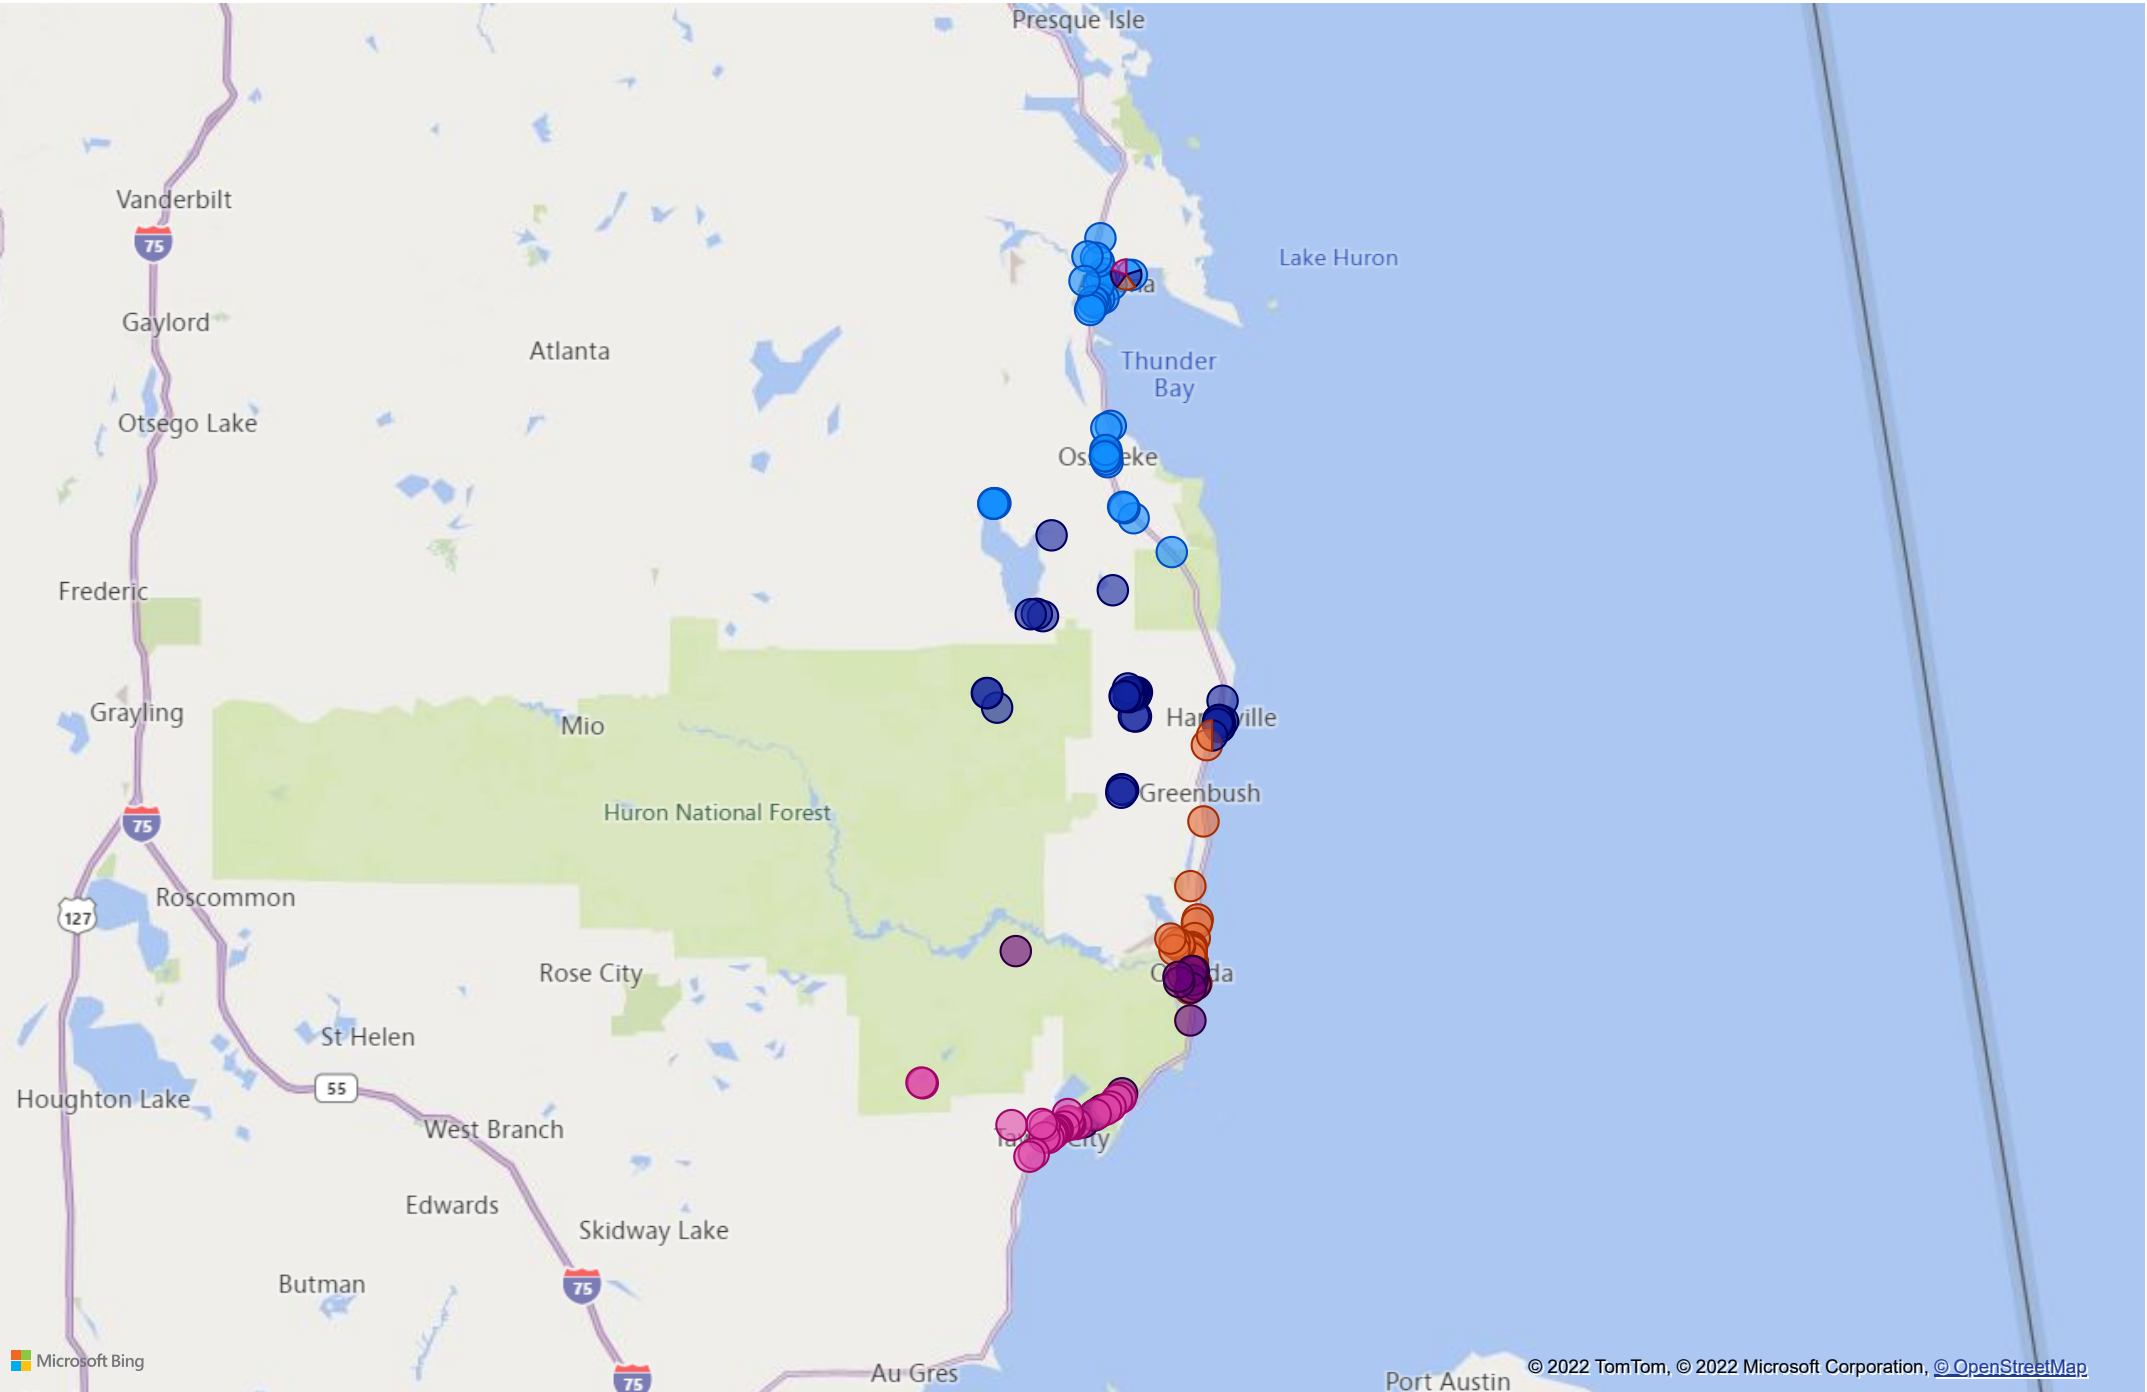 Presque Isle
Vanderbilt
75
Lake Huron
Gaylord
Atlanta
Thunder
Bay
Otsego Lake
Frederic
Grayling
Mio
Greenbush
Huron National Forest
75
Roscommon
127
Rose City
St Helen
55
Houghton Lake
West Branch
City
Edwards
Skidway Lake
Butman
75
Microsoft Bing
Au Gres
75
Port Austin
© 2022 TomTom, © 2022 Microsoft Corporation, © OpenStreetMap